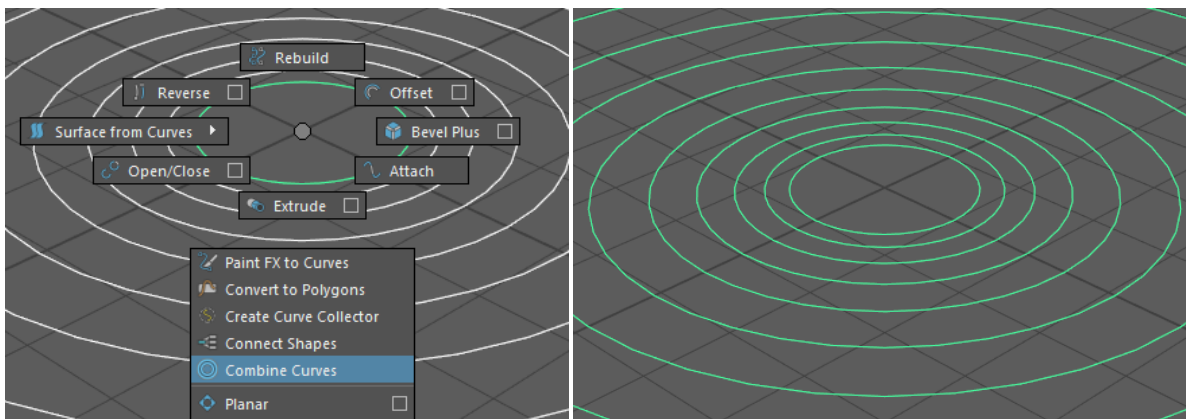 Rebuild
Reverse
Offset
Surface from Curves
Bevel Plus
Open/Close
Attach
Extrude
Paint FX to Curves
Convert to Polygons
Create Curve Collector
Connect Shapes
Combine Curves
Planar